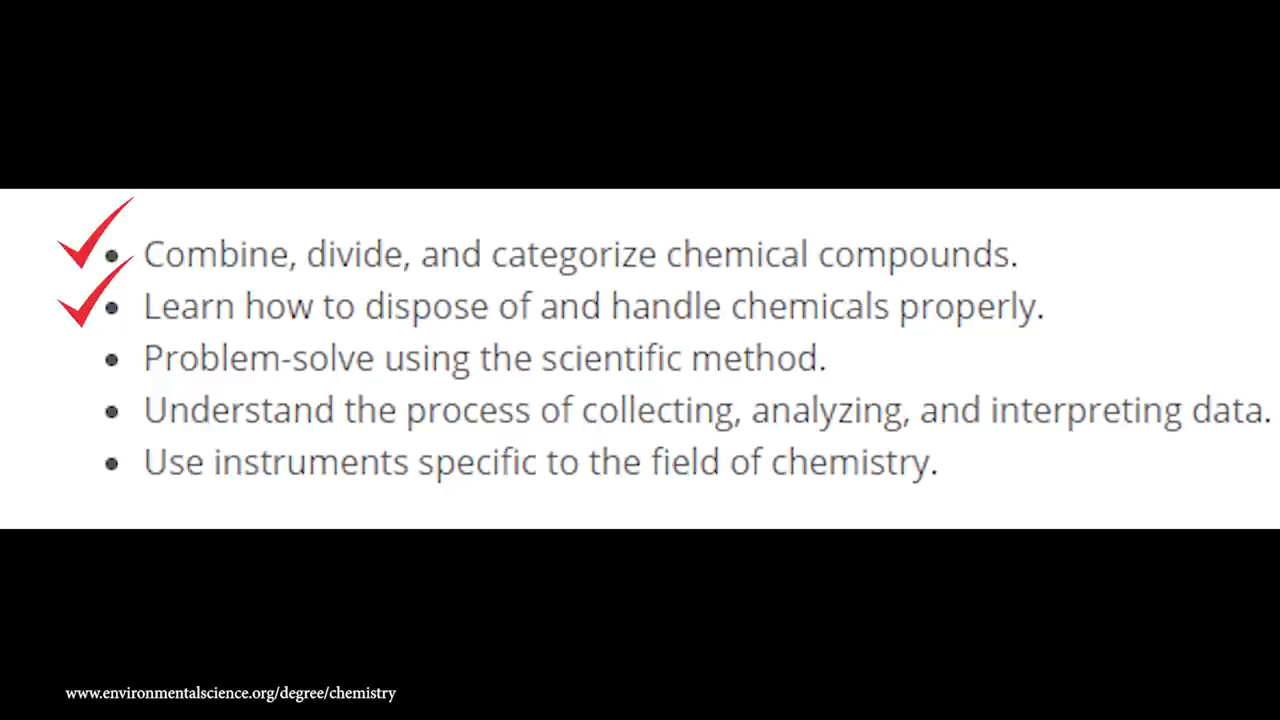 • Combine, divide, and categorize chemical compounds.
• Learn how to dispose of and handle chemicals properly.
• Problem-solve using the scientific method.
• Understand the process of collecting, analyzing, and interpreting data.
• Use instruments specific to the field of chemistry.
www.environmentalscience.org/degree/chemistry